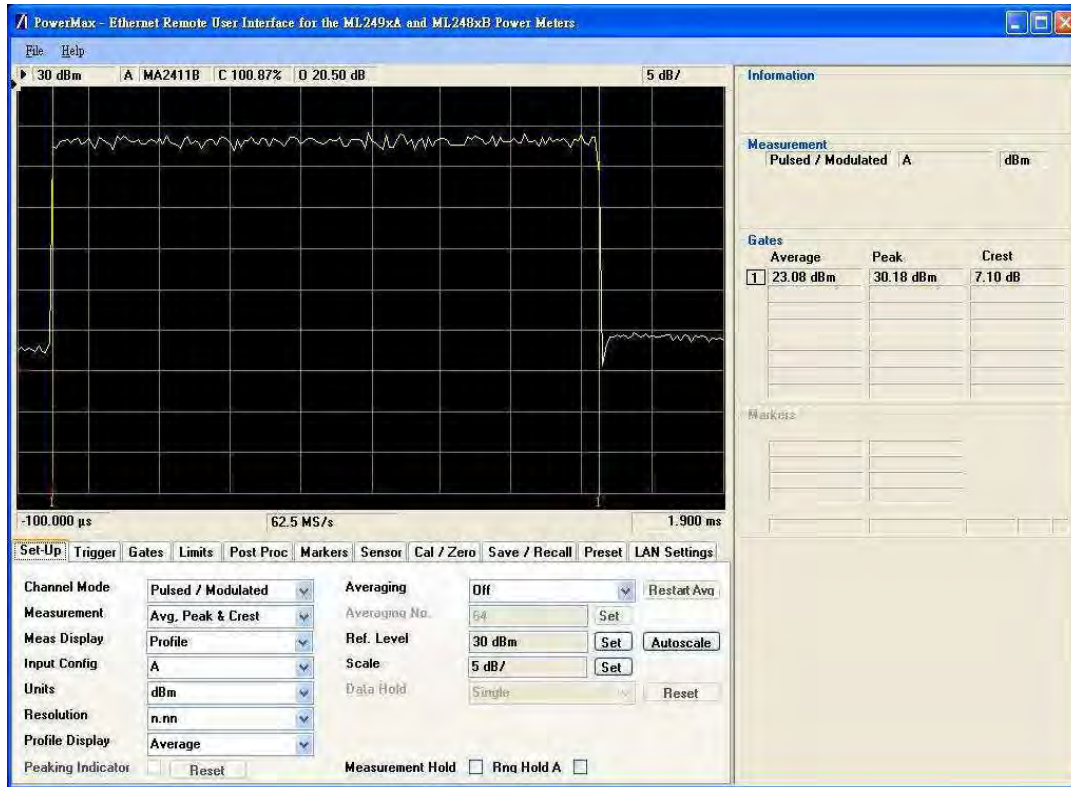 PowerMax - Ethernet Remote User Interface for the ML249xA and ML248xB Power Meters
File Help
30 dBm A MA2411B C 100.87% O 20.50 dB 5 dB/
1 1'
-100.000 µs 62.5 MS/s 1.900 ms
Information
Measurement
Pulsed / Modulated A dBm
Gates
Average Peak Crest
1 23.08 dBm 30.18 dBm 7.10 dB
Markers
Set-Up Trigger Gates Limits Post Proc Markers Sensor Cal / Zero Save / Recall Preset LAN Settings
Channel Mode Pulsed / Modulated Averaging Off Restart Avg
Measurement Avg, Peak & Crest Averaging No. 64 Set
Meas Display Profile Ref. Level 30 dBm Set Autoscale
Input Config A Scale 5 dB/ Set
Units dBm Data Hold Single Reset
Resolution n.nn
Profile Display Average
Peaking Indicator Reset Measurement Hold Rng Hold A